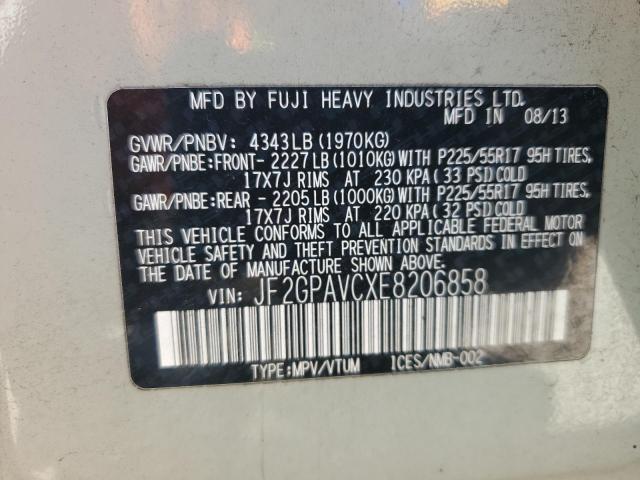 MFD BY FUJI HEAVY INDUSTRIES LTD.
MFD IN 08/13
GVWR/PNBV: 4343LB (1970KG)
GAWR/PNBE:FRONT- 2227LB (1010KG) WITH P225/55R17 95H TIRES,
17X7J RIMS AT 230 KPA ( 33 PSI) COLD
GAWR/PNBE:REAR - 2205LB (1000KG) WITH P225/55R17 95H TIRES,
17X7J RIMS AT 220 KPA ( 32 PSI) COLD
THIS VEHICLE CONFORMS TO ALL APPLICABLE FEDERAL MOTOR
VEHICLE SAFETY AND THEFT PREVENTION STANDARDS IN EFFECT ON
THE DATE OF MANUFACTURE SHOWN ABOVE.
VIN: JF2GPAVCXE8206858
TYPE:MPV/VTUM ICES/NMB-002